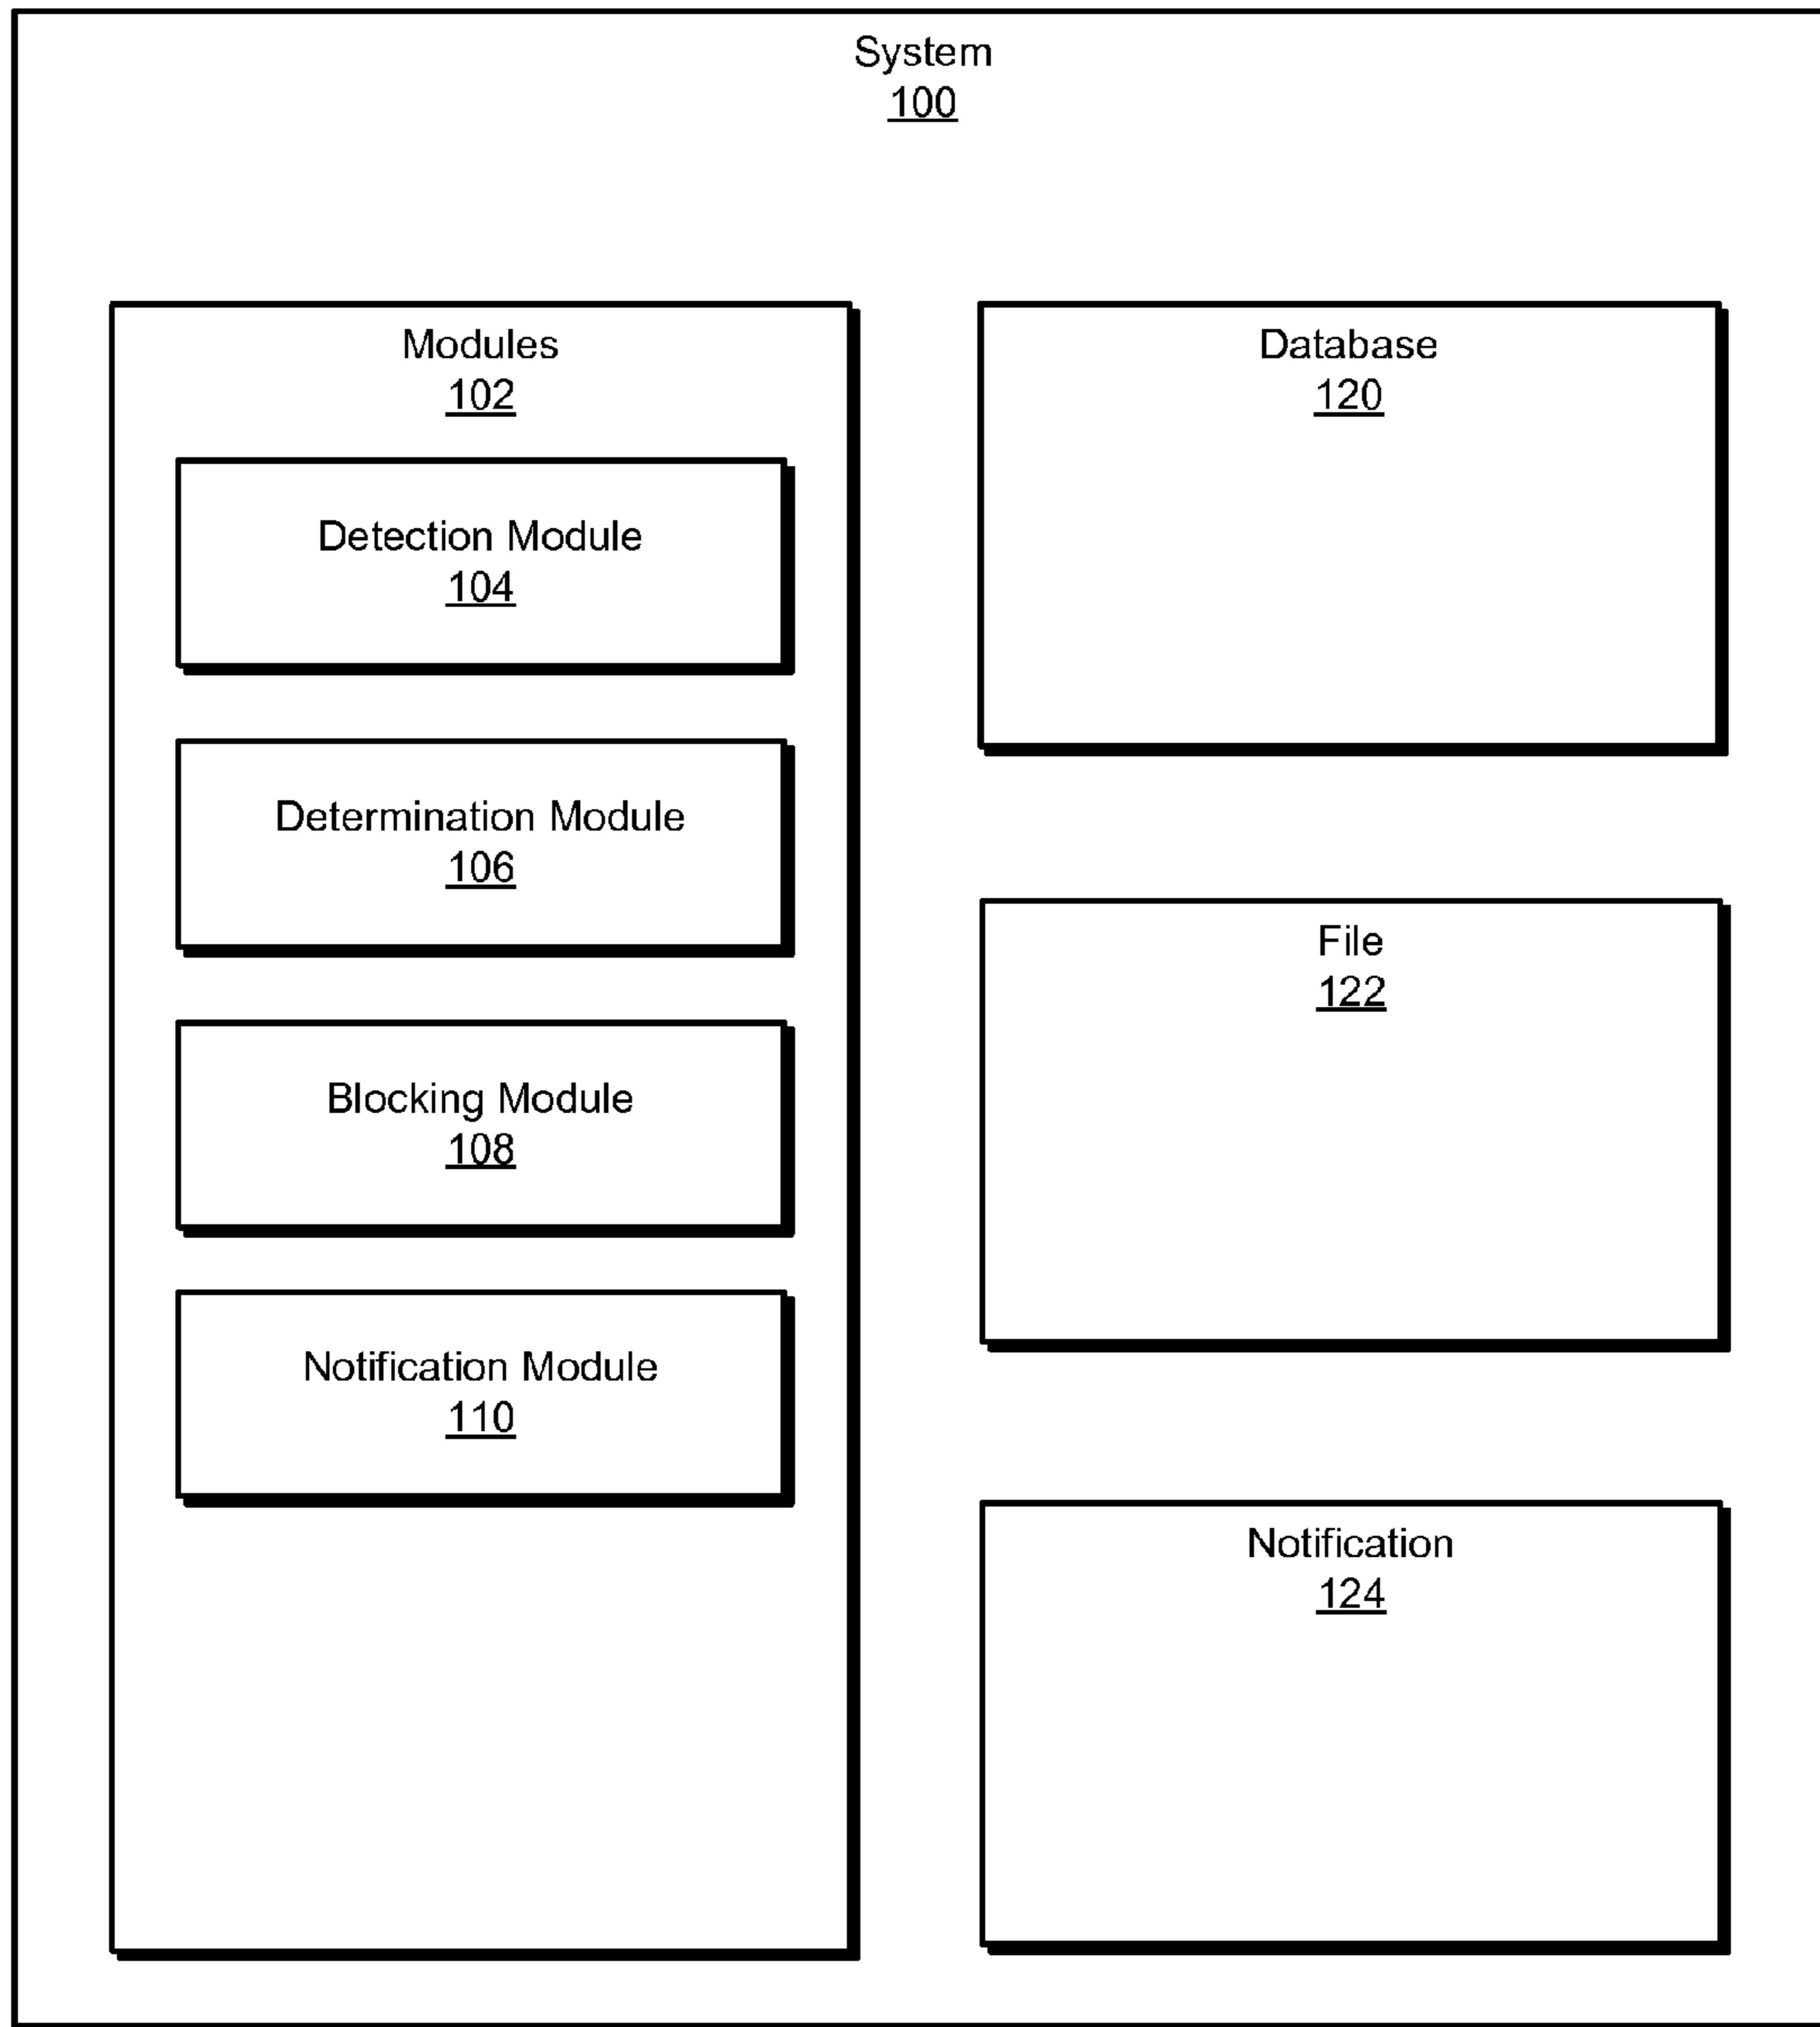 System
100
Modules
102
Detection Module
104
Determination Module
106
Blocking Module
108
Notification Module
110
Database
120
File
122
Notification
124